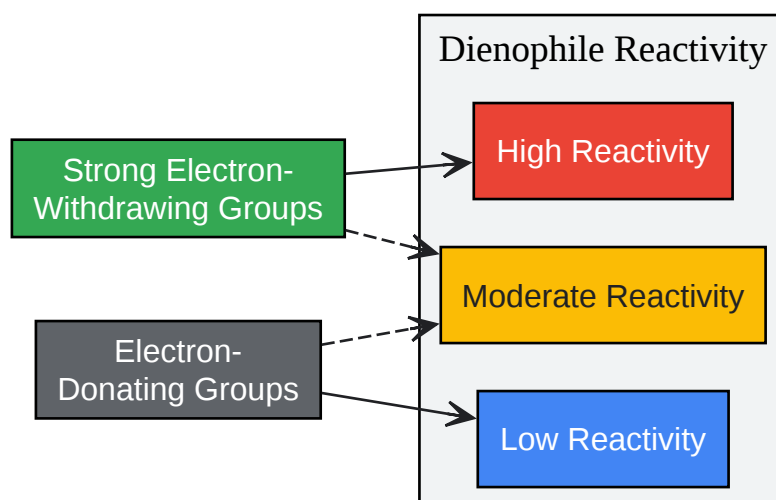 Dienophile Reactivity
High Reactivity
Strong Electron-
Withdrawing Groups
Moderate Reactivity
Electron-
Donating Groups
Low Reactivity